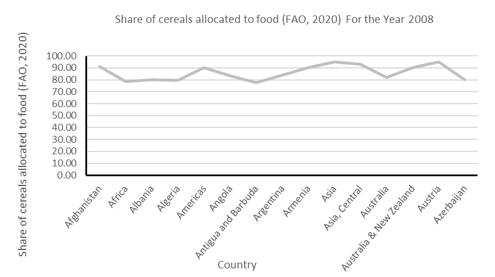 Share of cereals allocated to food (FAO, 2020) For the Year 2008
Share of cereals allocated to food (FAO, 2020)
100.00
90.00
80.00
70.00
60.00
50.00
40.00
30.00
20.00
10.00
0.00
Afghanistan
Africa
Albania
Algeria
Americas
Angola
Antigua and Barbuda
Argentina
Armenia
Asia
Asia, Central
Australia
Australia & New Zealand
Austria
Azerbaijan
Country